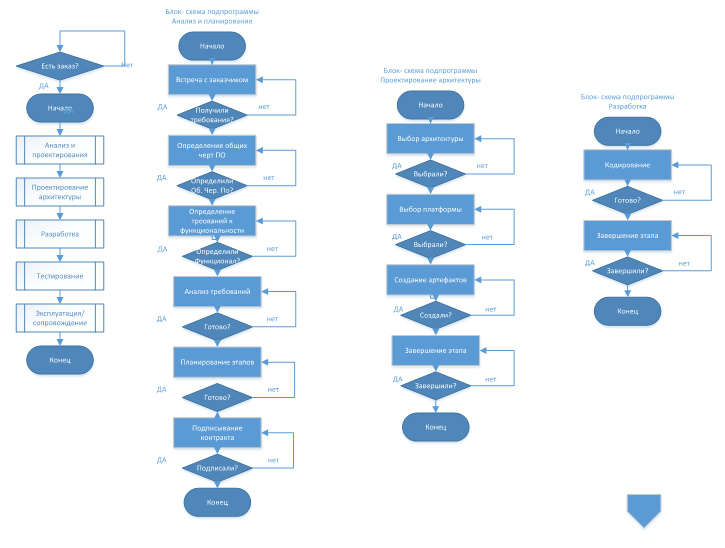 Есть заказ?
Нет
ДА
Начало
ДА
Анализ и
проектирования
Проектирование
архитектуры
Разработка
Тестирование
Эксплуатация/
сопровождение
Конец
Блок- схема подпрограммы
Анализ и планирование
Начало
Встреча с заказчиком
ДА
нет
Получили
требования?
Определение общих
черт ПО
ДА
нет
Определили
Об. Чер. По?
Определение
треований к
функциональности
ДА
нет
Определили
Функционал?
Анализ требований
ДА
нет
Готово?
Планирование этапов
ДА
нет
Готово?
Подписывание
контракта
ДА
нет
Подписали?
Конец
Блок- схема подпрограммы
Проектирование архитектуры
Начало
Выбор архитектуры
ДА
нет
Выбрали?
Выбор платформы
ДА
нет
Выбрали?
Создание артефактов
ДА
нет
Создали?
Завершение этапа
ДА
нет
Завершили?
Конец
Блок- схема подпрограммы
Разработка
Начало
Кодирование
ДА
нет
Готово?
Завершение этапа
ДА
нет
Завершили?
Конец